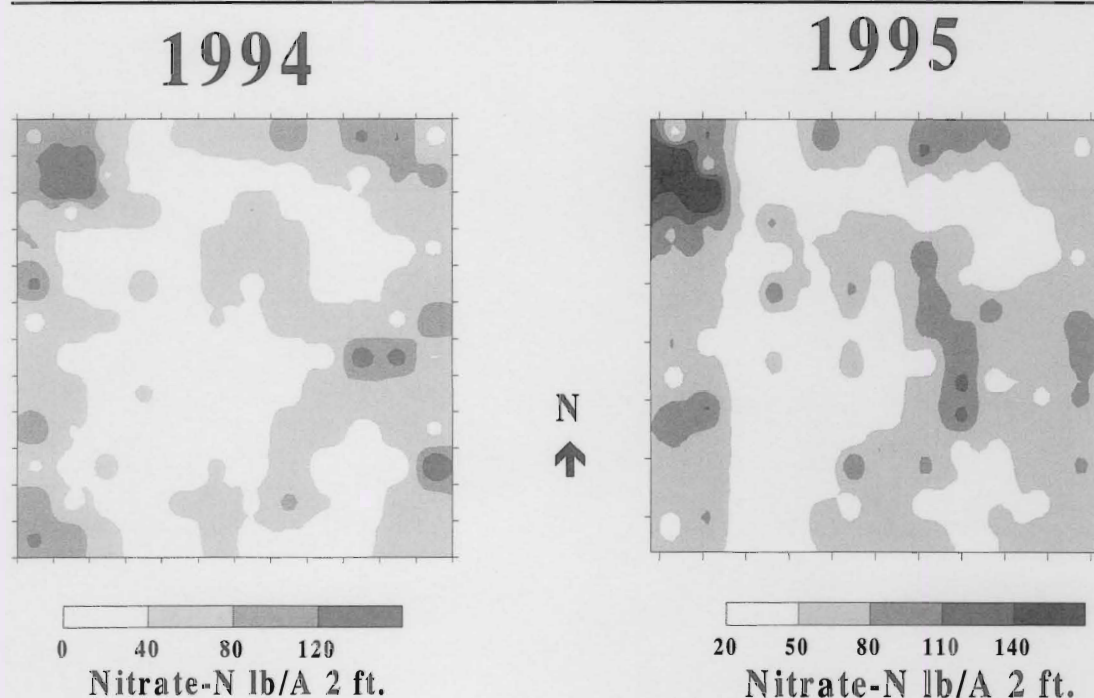 1994
1995
N
0 40 80 120
Nitrate-N lb/A 2 ft.
20 50 80 110 140
Nitrate-N lb/A 2 ft.